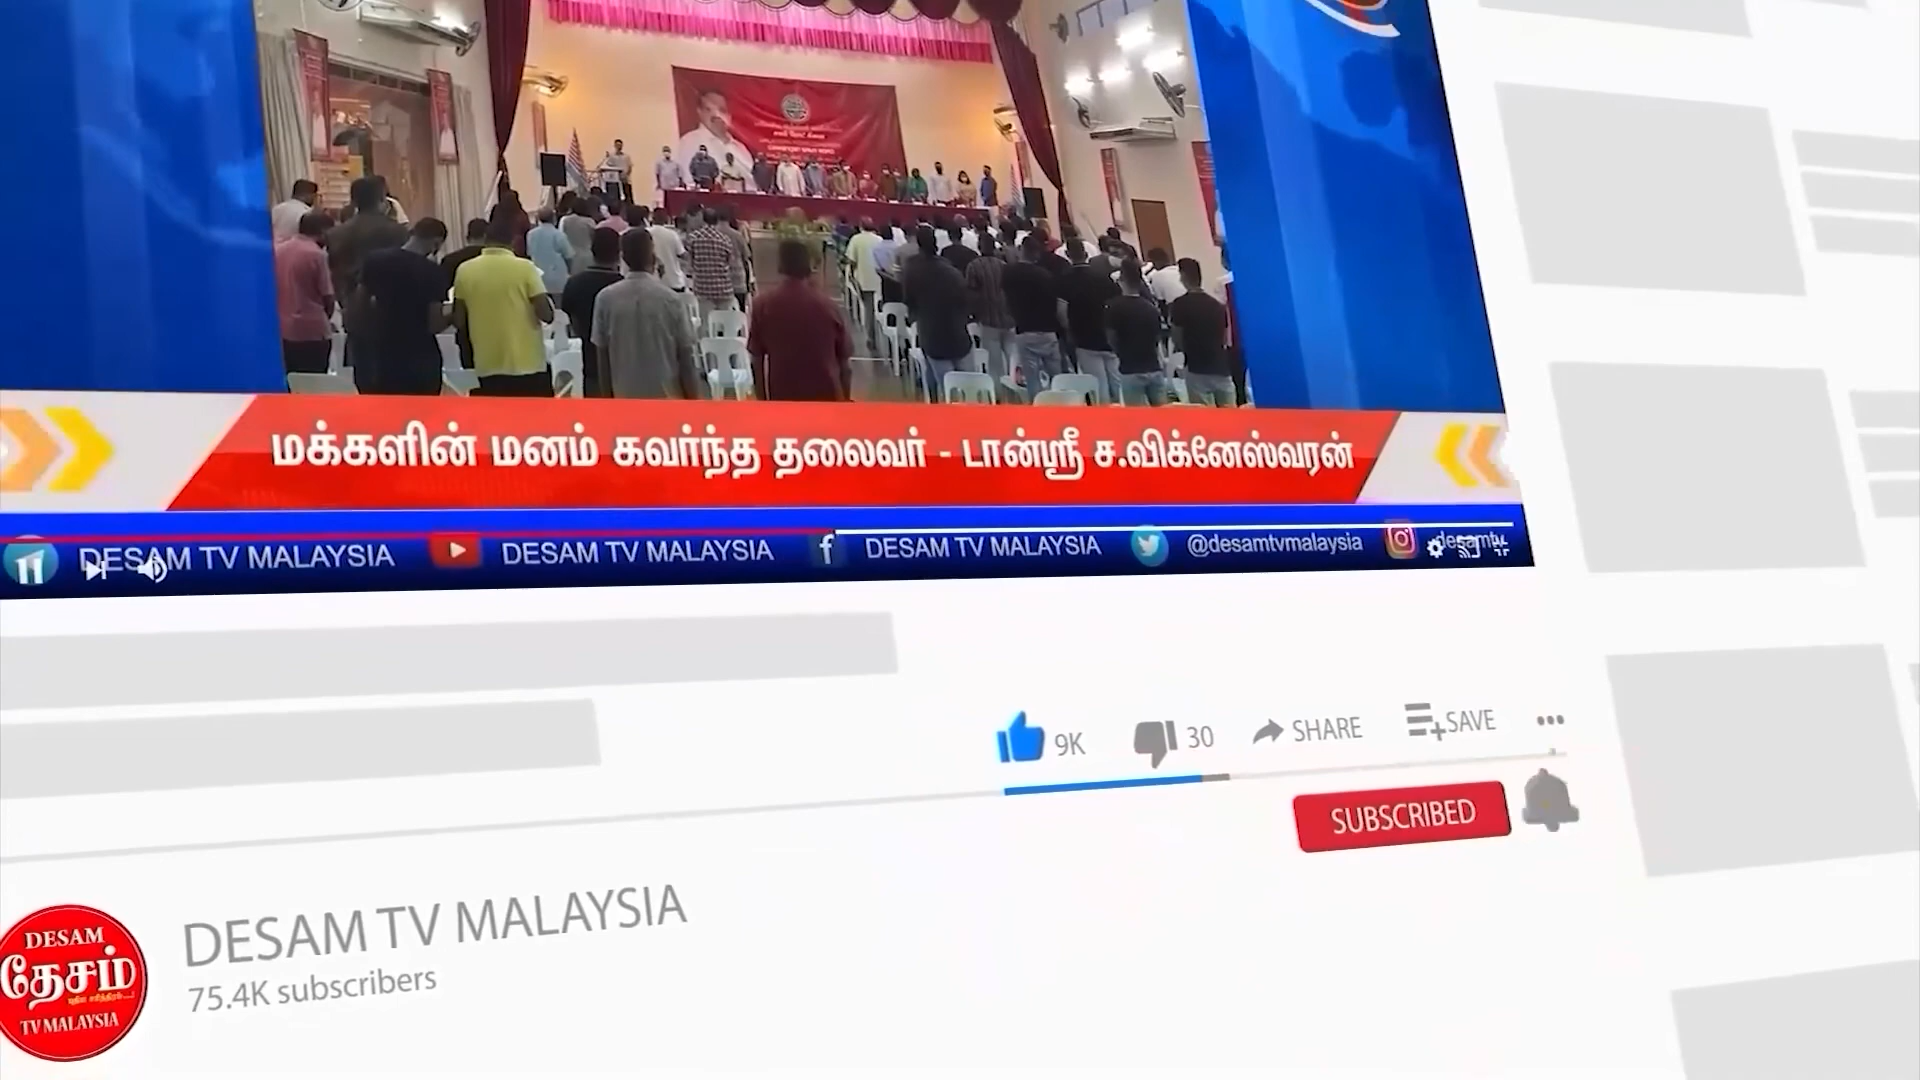 மக்களின் மனம் கவர்ந்த தலைவர் - டான்ஸ்ரீ ச.விக்னேஸ்வரன்
DESAM TV MALAYSIA DESAM TV MALAYSIA DESAM TV MALAYSIA @desamtvmalaysia desamtv
9K 30 SHARE SAVE
SUBSCRIBED
DESAM TV MALAYSIA
75.4K subscribers
DESAM
தேசம்
TV MALAYSIA